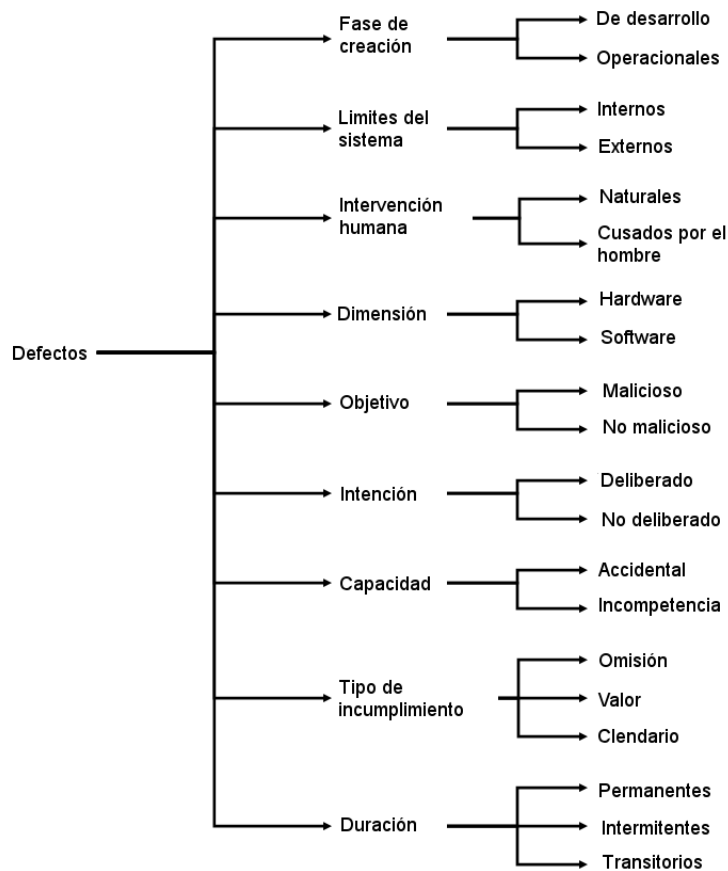 Fase de
creación
De desarrollo
Operacionales
Limites del
sistema
Internos
Externos
Intervención
humana
Naturales
Cusados por el
hombre
Dimensión
Hardware
Software
Defectos
Objetivo
Malicioso
No malicioso
Intención
Deliberado
No deliberado
Capacidad
Accidental
Incompetencia
Tipo de
incumplimiento
Omisión
Valor
Clendario
Duración
Permanentes
Intermitentes
Transitorios